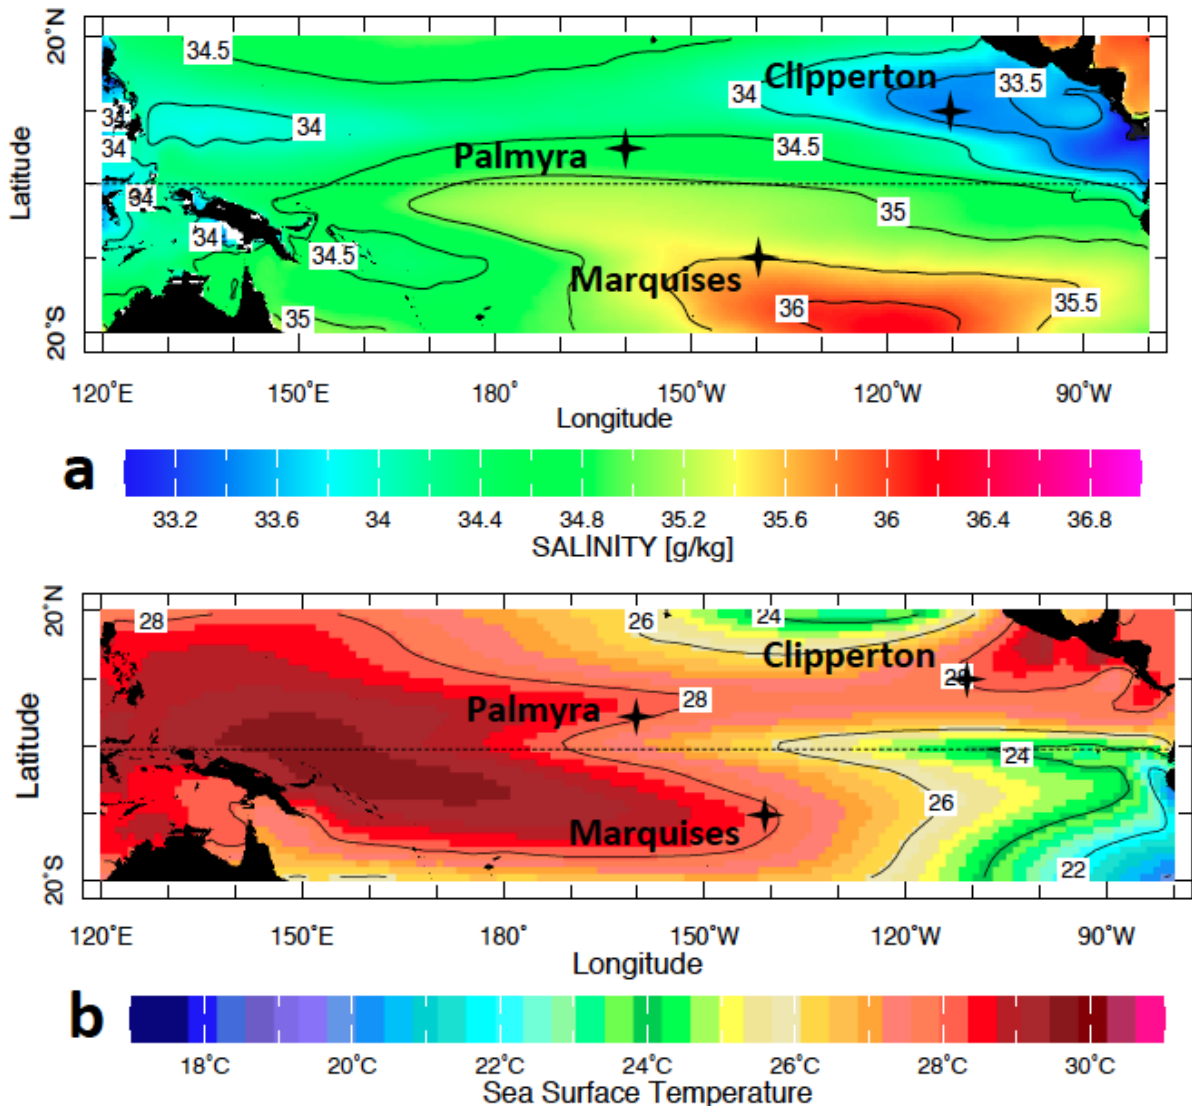 20˚N
34.5
Clipperton
34
33.5
34
34
34
34.5
Palmyra
34
35
34
34.5
Marquises
35
36
35.5
20˚S
Latitude
120˚E
150˚E
180˚
150˚W
120˚W
90˚W
Longitude
a
33.2
33.6
34
34.4
34.8
35.2
35.6
36
36.4
36.8
SALINITY [g/kg]
20˚N
28
26
24
Clipperton
28
28
Palmyra
24
26
Marquises
22
20˚S
Latitude
120˚E
150˚E
180˚
150˚W
120˚W
90˚W
Longitude
b
18˚C
20˚C
22˚C
24˚C
26˚C
28˚C
30˚C
Sea Surface Temperature